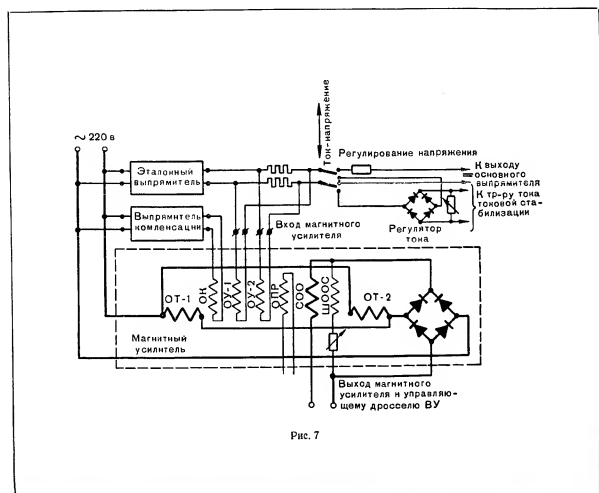 Ток-напряжение
~ 220 в
Регулирование напряжения
Эталонный
выпрямитель
К выходу
основного
выпрямителя
К тр-ру тока
токовой ста-
билизации
Выпрямитель
компенсации
Вход магнитного
усилителя
Регулятор
тока
ОТ-1
ОК
ОУ-1
ОУ-2
ОПР
СОО
ШООС
ОТ-2
Магнитный
усилитель
Выход магнитного
усилителя и управляю-
щему дросселю ВУ
Рис. 7